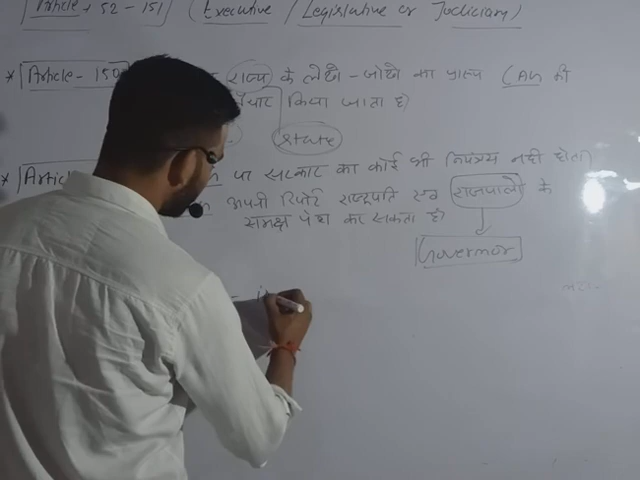 Article, 52 - 151 (Executive / Legislative or Judiciary)
* Article - 150 राज्य के लेखो - जोखो का प्रारूप CAG की
तैयार किया जाता है
State
* Article पर सरकार का कोई भी नियंत्रण नही होता
अपनी रिपोर्ट राष्ट्रपति एवं राजपालो के
समक्ष पेश कर सकता है
Governor